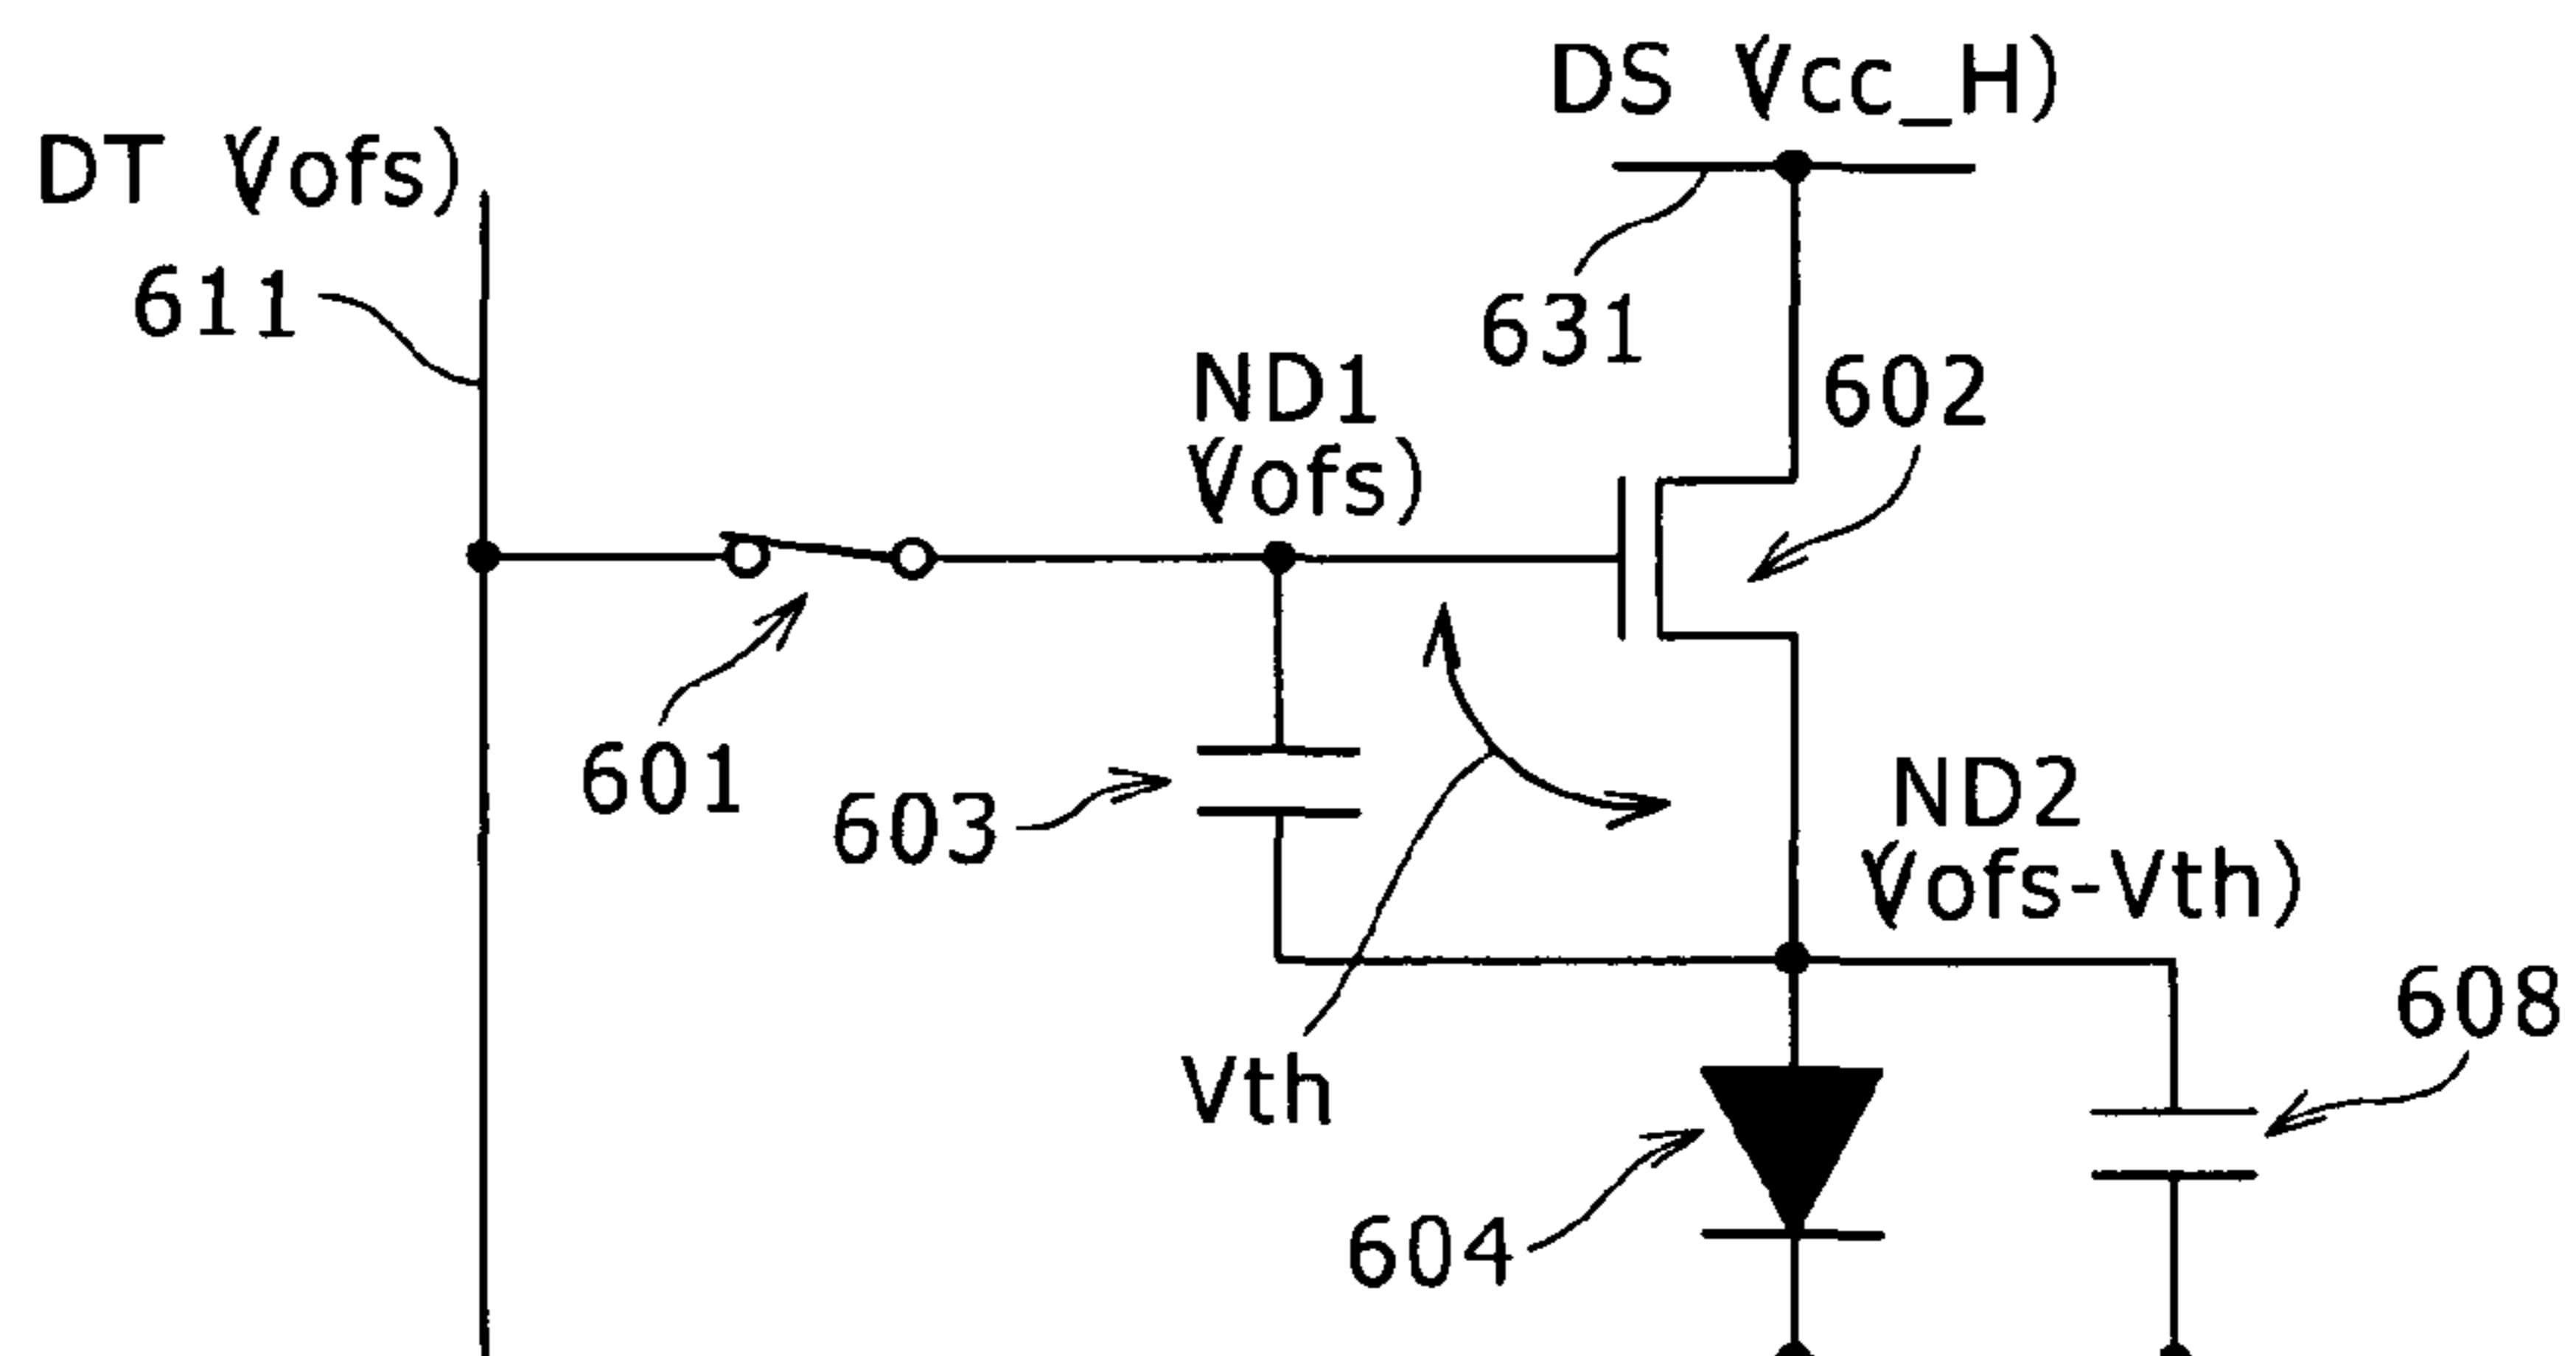 DS (Vcc_H)
DT (Vofs)
611
631
ND1
(Vofs)
602
601
603
ND2
(Vofs-Vth)
608
Vth
604